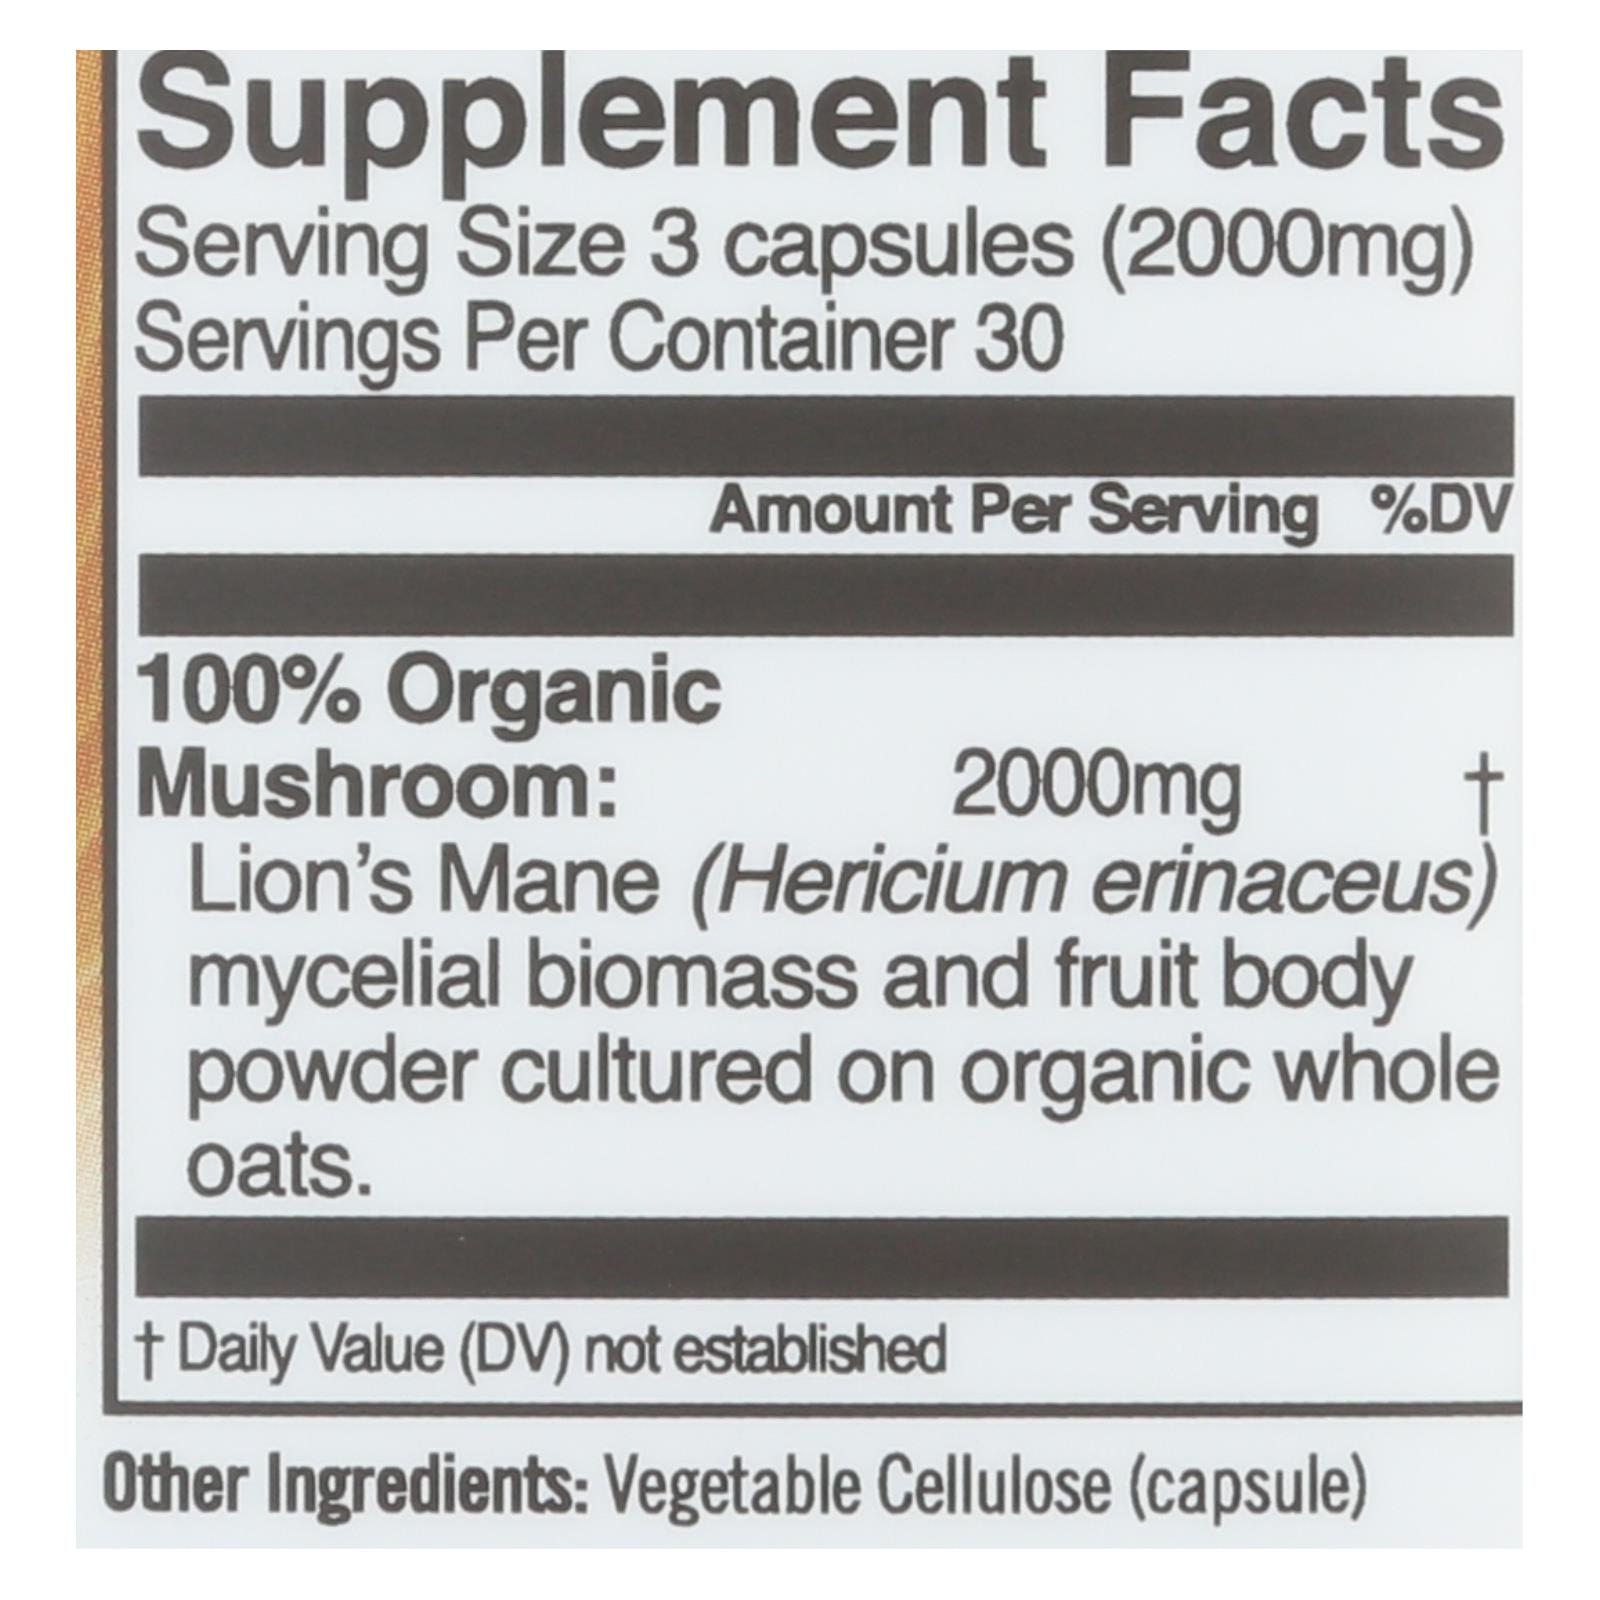 Supplement Facts
Serving Size 3 capsules (2000mg)
Servings Per Container 30
Amount Per Serving %DV
100% Organic
Mushroom: 2000mg †
Lion's Mane (Hericium erinaceus)
mycelial biomass and fruit body
powder cultured on organic whole
oats.
† Daily Value (DV) not established
Other Ingredients: Vegetable Cellulose (capsule)